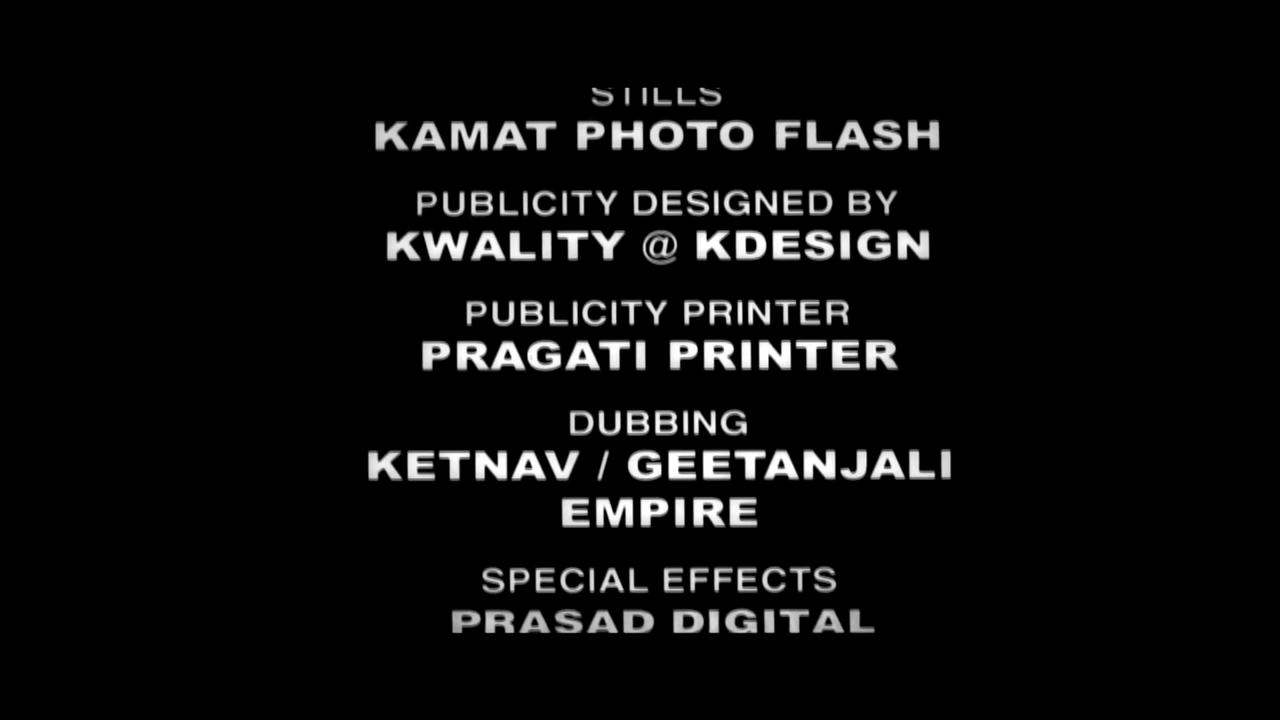 STILLS
KAMAT PHOTO FLASH
PUBLICITY DESIGNED BY
KWALITY @ KDESIGN
PUBLICITY PRINTER
PRAGATI PRINTER
DUBBING
KETNAV / GEETANJALI
EMPIRE
SPECIAL EFFECTS
PRASAD DIGITAL